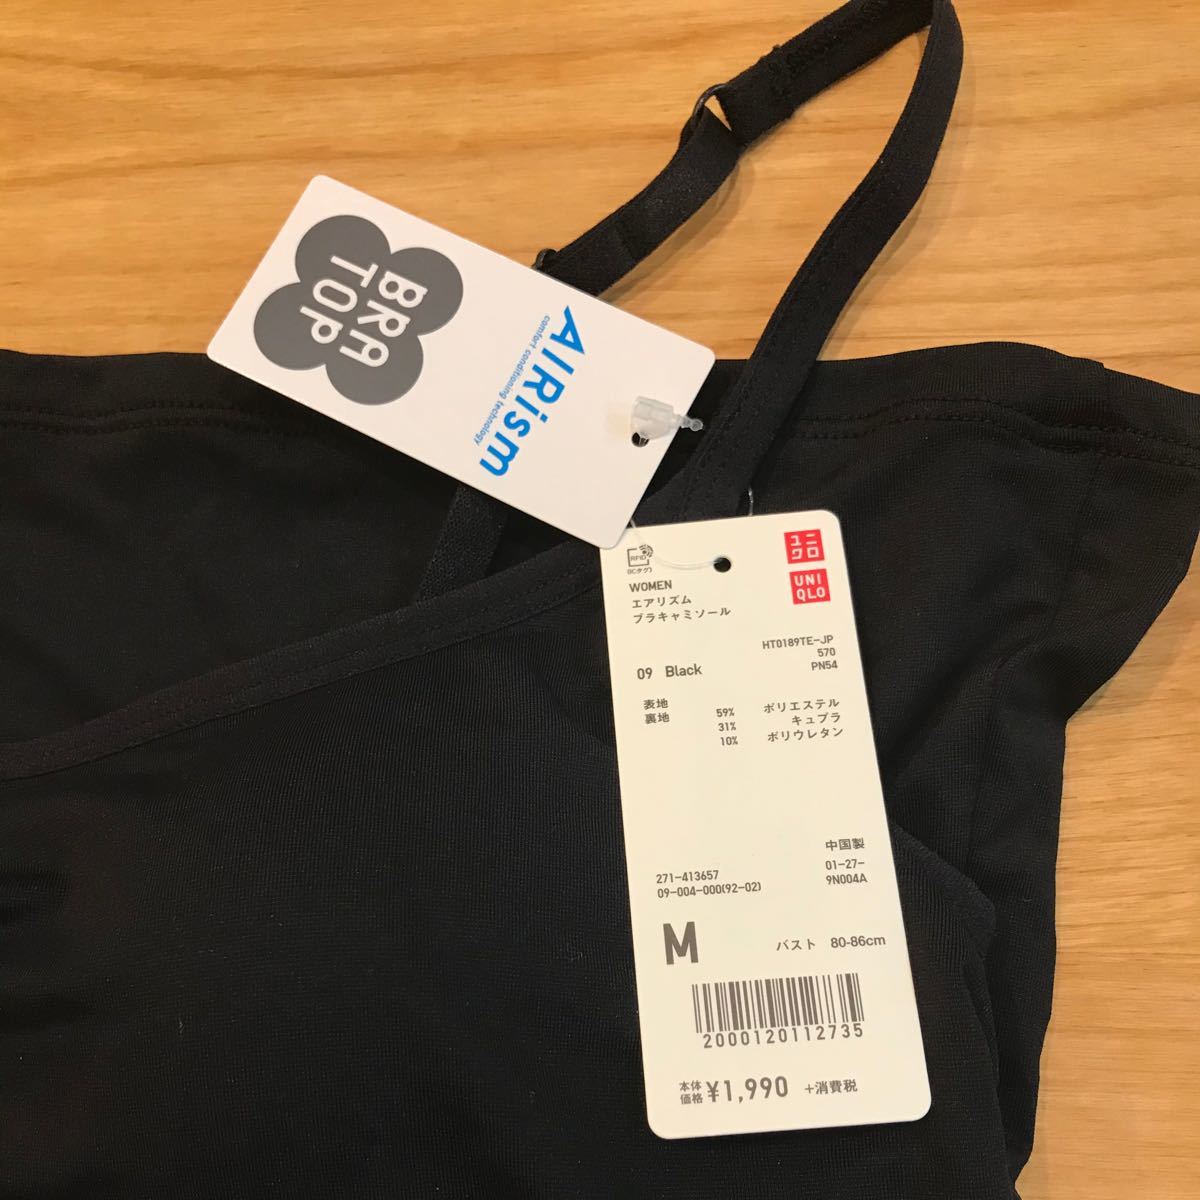 BRA
TOP
AIRism
comfort conditioning technology
RFID
(ICタグ)
ユニ
クロ
UNI
QLO
WOMEN
エアリズム
ブラキャミソール
HT0189TE-JP
570
PN54
09 Black
表地
裏地
59% ポリエステル
31% キュプラ
10% ポリウレタン
中国製
271-413657
01-27-
09-004-000(92-02)
9N004A
M バスト 80-86cm
2000120112735
本体
価格 ¥1,990 +消費税